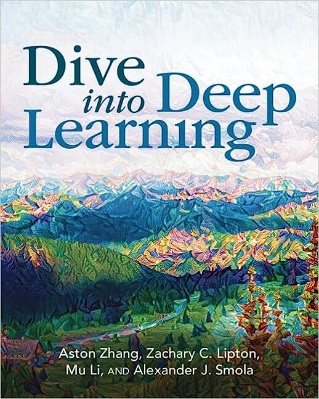 Dive
into Deep
Learning
Aston Zhang, Zachary C. Lipton,
Mu Li, and Alexander J. Smola